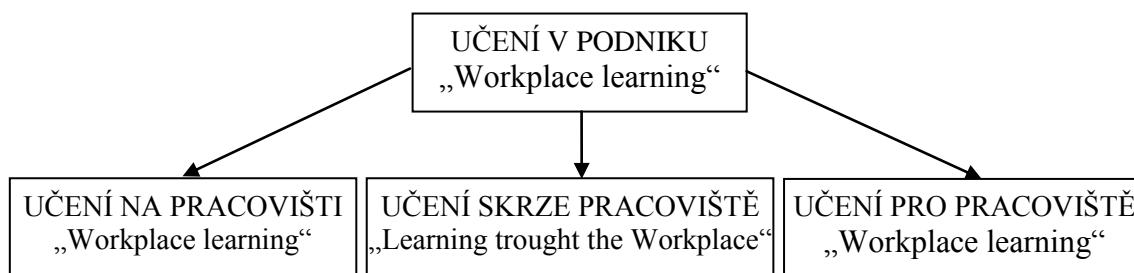 UČENÍ V PODNIKU
„Workplace learning“
UČENÍ NA PRACOVIŠTI
„Workplace learning“
UČENÍ SKRZE PRACOVIŠTĚ
„Learning trought the Workplace“
UČENÍ PRO PRACOVIŠTĚ
„Workplace learning“